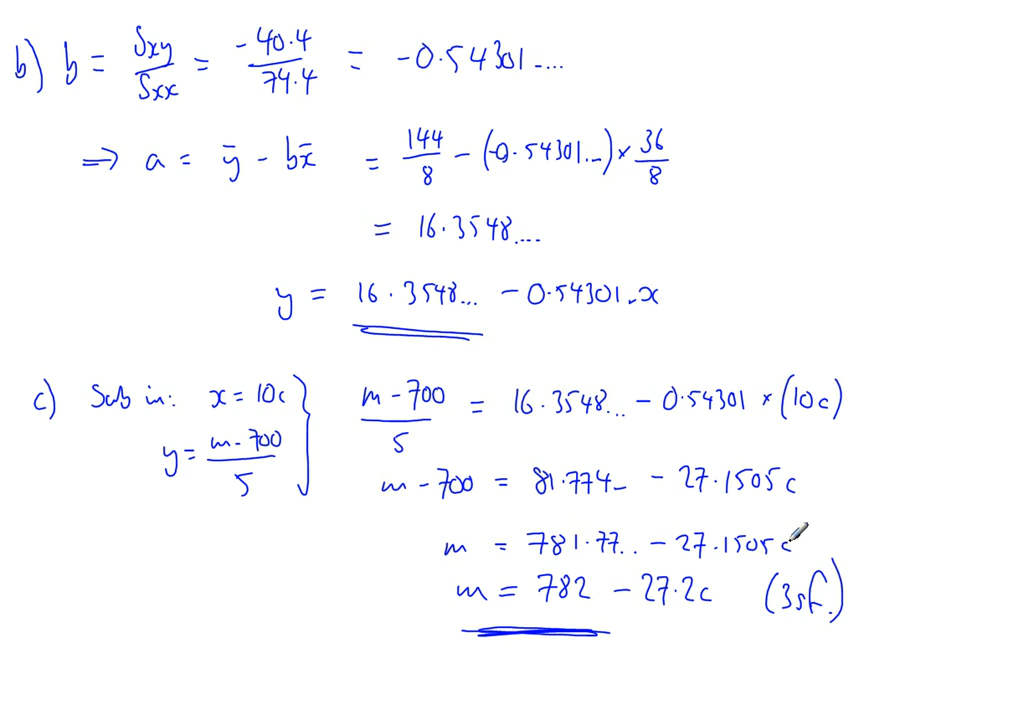 b) b = Sxy/Sxx = -40.4/74.4 = -0.54301....
⇒ a = ȳ - bx̄ = 144/8 - (-0.54301...) × 36/8
= 16.3548....
y = 16.3548... - 0.54301..x
c) Sub in: x = 10c
y = m-700/5
m-700/5 = 16.3548... - 0.54301 × (10c)
m - 700 = 81.774.. - 27.1505c
m = 781.77.. - 27.1505c
m = 782 - 27.2c (3sf.)